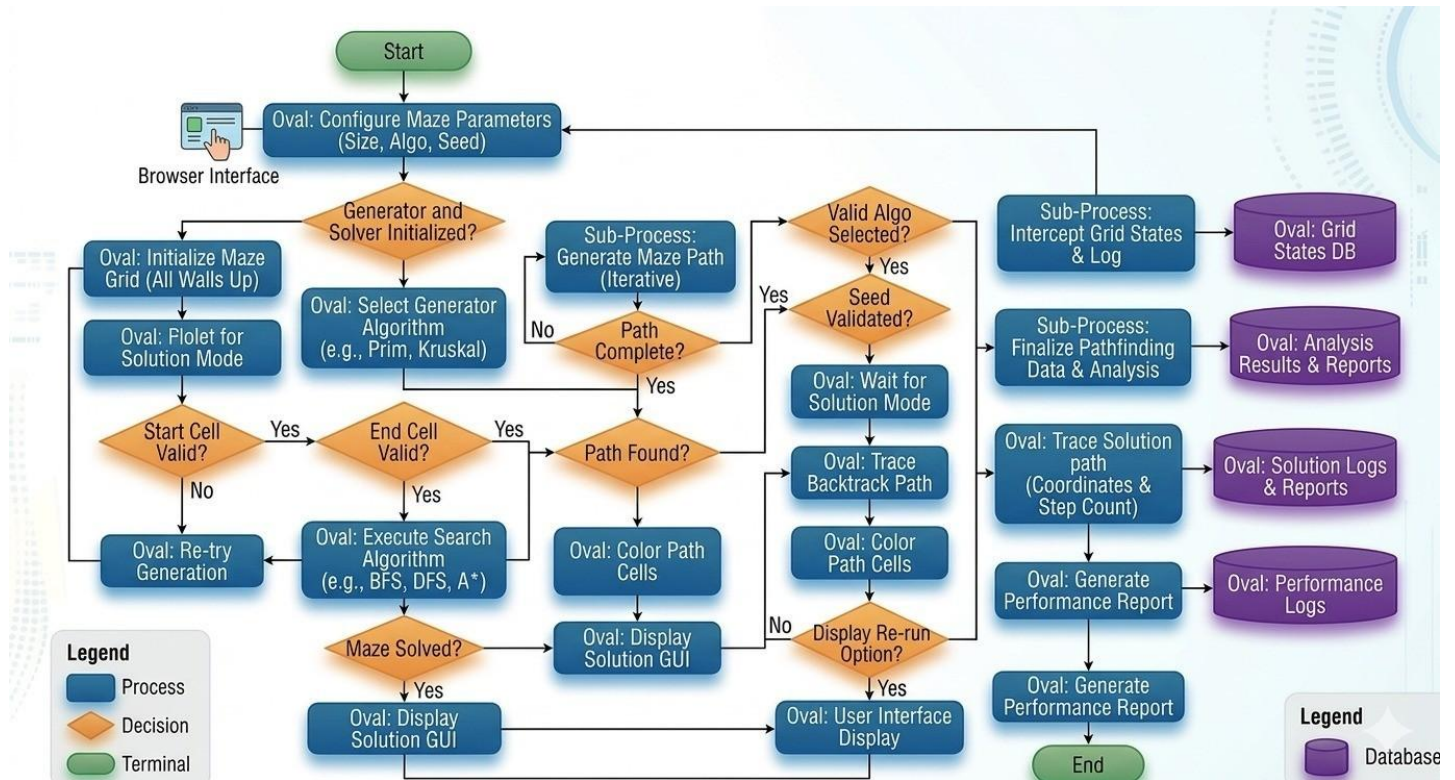 Start
Oval: Configure Maze Parameters
(Size, Algo, Seed)
Browser Interface
Generator and
Solver Initialized?
Oval: Initialize Maze
Grid (All Walls Up)
Oval: Flolet for
Solution Mode
Start Cell
Valid?
Yes
No
Oval: Re-try
Generation
Oval: Select Generator
Algorithm
(e.g., Prim, Kruskal)
End Cell
Valid?
Yes
Yes
Oval: Execute Search
Algorithm
(e.g., BFS, DFS, A*)
Maze Solved?
Yes
Oval: Display
Solution GUI
Sub-Process:
Generate Maze Path
(Iterative)
No
Path
Complete?
Yes
Path Found?
Oval: Color Path
Cells
Oval: Display
Solution GUI
Valid Algo
Selected?
Yes
Yes
Seed
Validated?
Oval: Wait for
Solution Mode
Oval: Trace
Backtrack Path
Oval: Color
Path Cells
No
Display Re-run
Option?
Yes
Oval: User Interface
Display
Sub-Process:
Intercept Grid States
& Log
Oval: Grid
States DB
Sub-Process:
Finalize Pathfinding
Data & Analysis
Oval: Analysis
Results & Reports
Oval: Trace Solution
path
(Coordinates &
Step Count)
Oval: Solution Logs
& Reports
Oval: Generate
Performance Report
Oval: Performance
Logs
Oval: Generate
Performance Report
End
Legend
Process
Decision
Terminal
Legend
Database